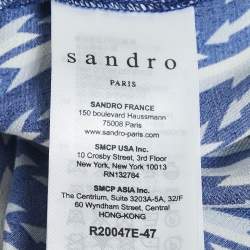 sandro
PARIS
SANDRO FRANCE
150 boulevard Haussmann
75008 Paris
www.sandro-paris.com
SMCP USA Inc.
10 Crosby Street, 3rd Floor
New York, New York 10013
RN132784
SMCP ASIA Inc.
The Centrium, Suite 3203A-5A, 32/F
60 Wyndham Street, Central
HONG-KONG
R20047E-47